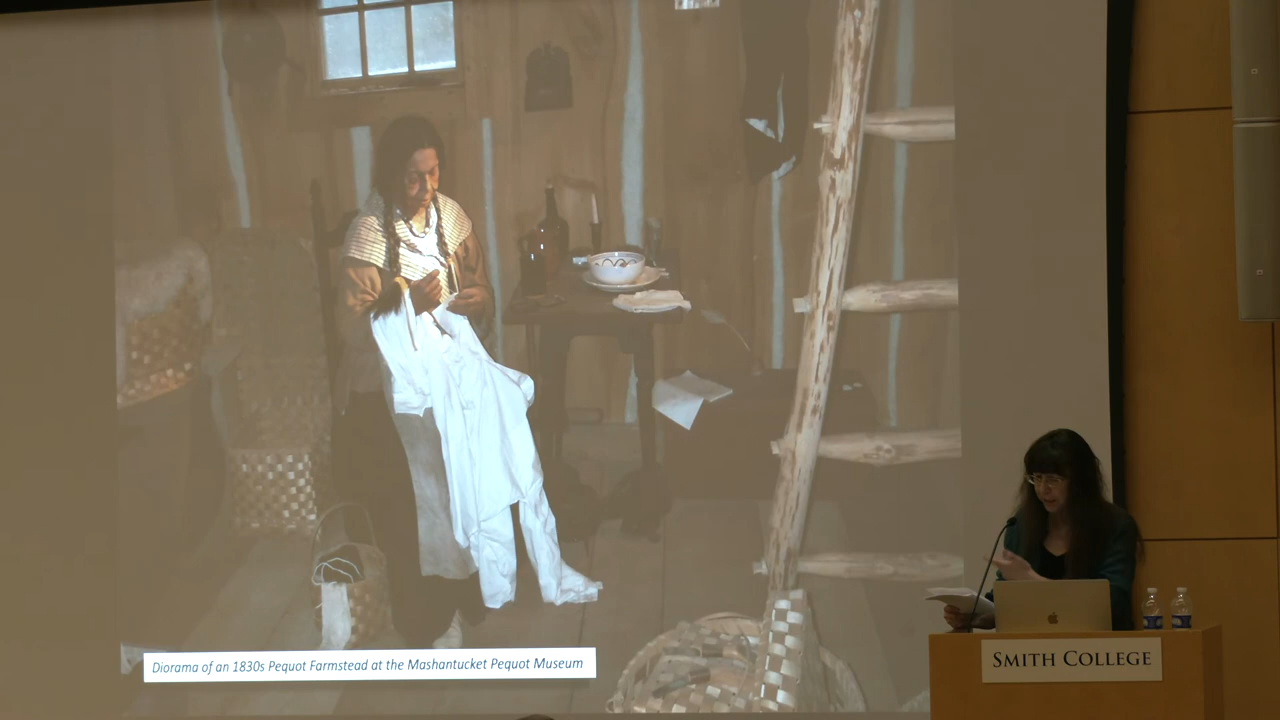 Diorama of an 1830s Pequot Farmstead at the Mashantucket Pequot Museum
SMITH COLLEGE